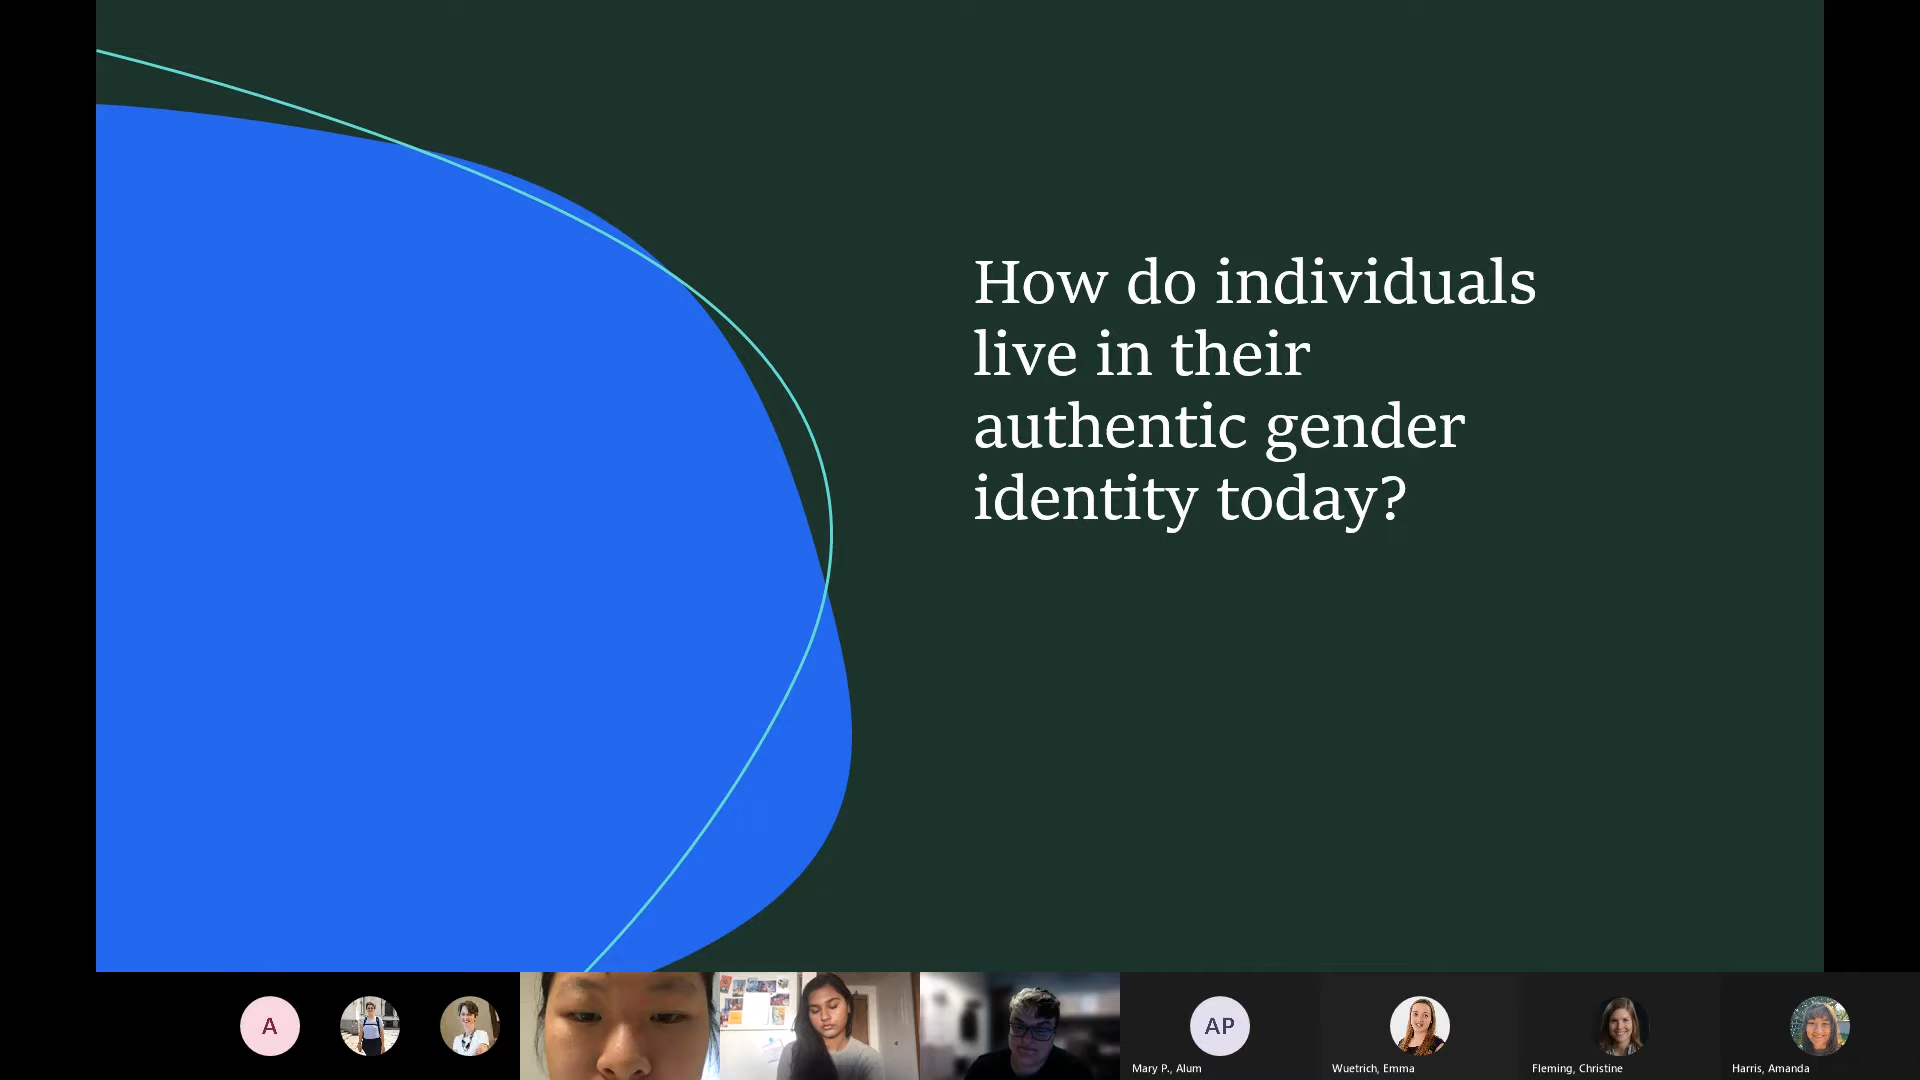 How do individuals
live in their
authentic gender
identity today?
A
AP
Mary P., Alum
Wuetrich, Emma
Fleming, Christine
Harris, Amanda